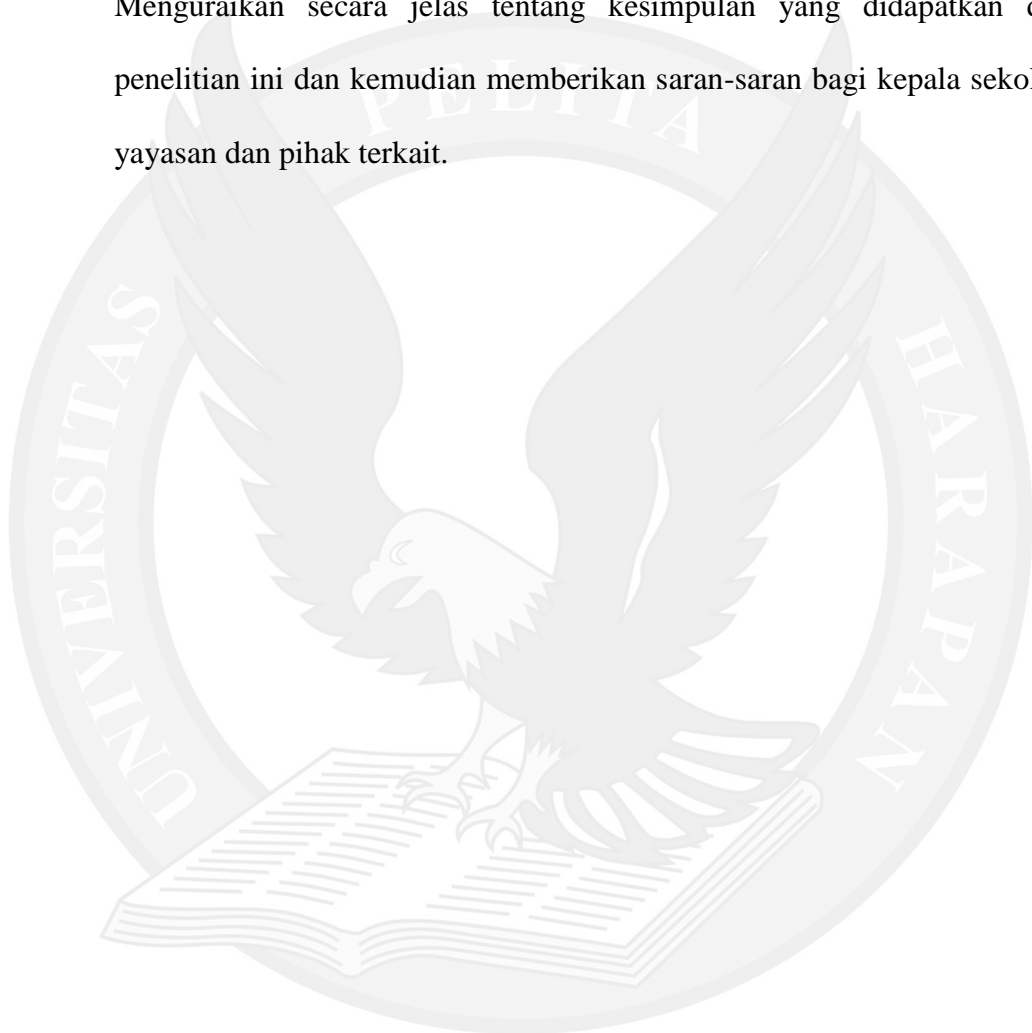 Menguraikan secara jelas tentang kesimpulan yang didapatkan
penelitian ini dan kemudian memberikan saran-saran bagi kepala
yayasan dan pihak terkait.
UNIVERSITAS PELITA HARAPAN